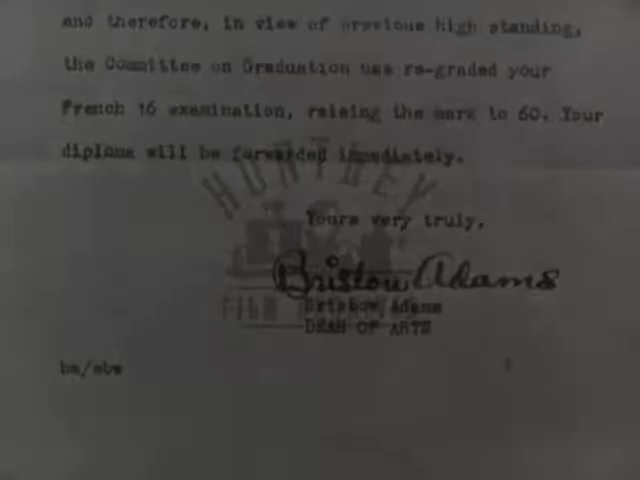 and therefore, in view of previous high standing,
the Committee on Graduation has re-graded your
French 16 examination, raising the mark to 60. Your
diploma will be forwarded immediately.
HUNTLEY
Yours very truly,
Bristow Adams
FILM
Bristow Adams
DEAN OF ARTS